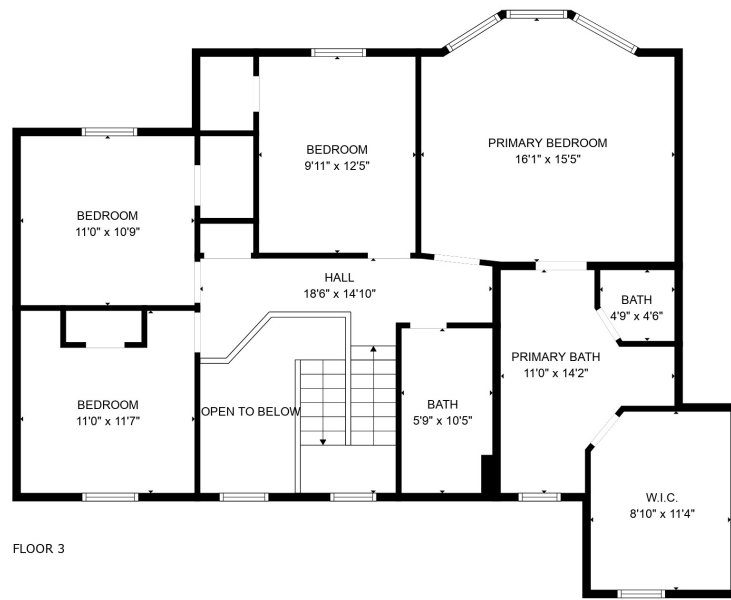 BEDROOM
9'11" x 12'5"
PRIMARY BEDROOM
16'1" x 15'5"
BEDROOM
11'0" x 10'9"
HALL
18'6" x 14'10"
BATH
4'9" x 4'6"
PRIMARY BATH
11'0" x 14'2"
BEDROOM
11'0" x 11'7"
OPEN TO BELOW
BATH
5'9" x 10'5"
W.I.C.
8'10" x 11'4"
FLOOR 3